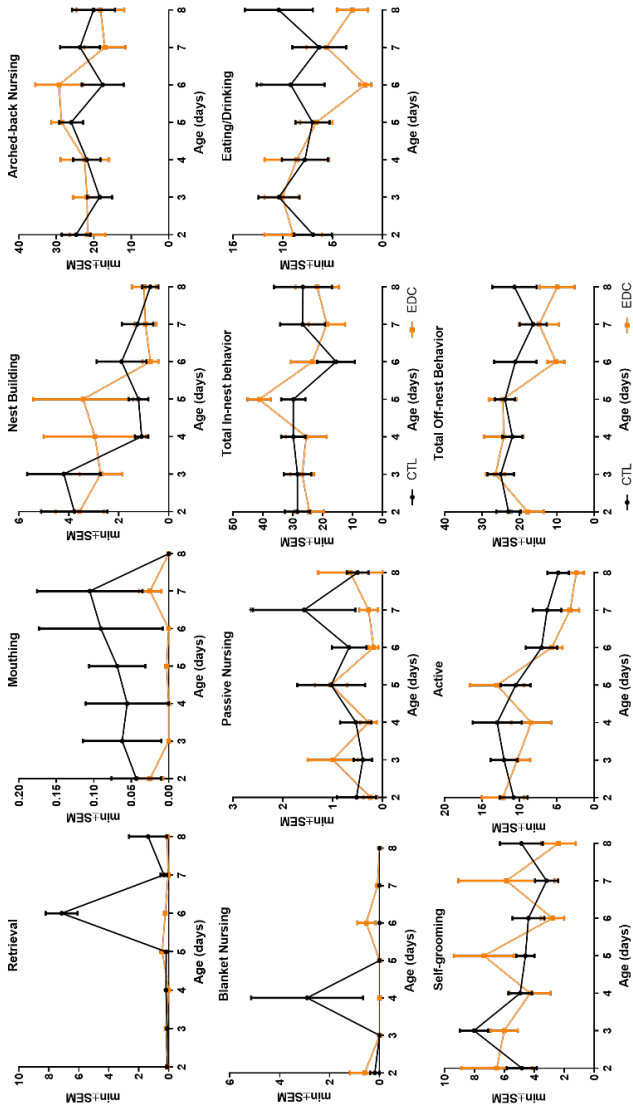 Retrieval
min±SEM
10
8
6
4
2
0
2 3 4 5 6 7 8
Age (days)
Mouthing
min±SEM
0.20
0.15
0.10
0.05
0.00
2 3 4 5 6 7 8
Age (days)
Nest Building
min±SEM
6
4
2
0
2 3 4 5 6 7 8
Age (days)
Arched-back Nursing
min±SEM
40
30
20
10
0
2 3 4 5 6 7 8
Age (days)
Blanket Nursing
min±SEM
6
4
2
0
2 3 4 5 6 7 8
Age (days)
Passive Nursing
min±SEM
3
2
1
0
2 3 4 5 6 7 8
Age (days)
Total In-nest behavior
min±SEM
50
40
30
20
10
0
2 3 4 5 6 7 8
Age (days)
CTL EDC
Eating/Drinking
min±SEM
15
10
5
0
2 3 4 5 6 7 8
Age (days)
Self-grooming
min±SEM
10
8
6
4
2
0
2 3 4 5 6 7 8
Age (days)
Active
min±SEM
20
15
10
5
0
2 3 4 5 6 7 8
Age (days)
Total Off-nest Behavior
min±SEM
40
30
20
10
0
2 3 4 5 6 7 8
Age (days)
CTL EDC